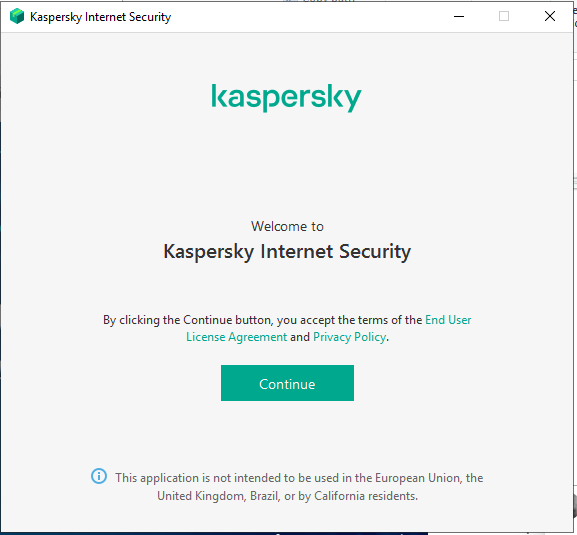 Kaspersky Internet Security
kaspersky
Welcome to
Kaspersky Internet Security
By clicking the Continue button, you accept the terms of the End User
License Agreement and Privacy Policy.
Continue
This application is not intended to be used in the European Union, the
United Kingdom, Brazil, or by California residents.